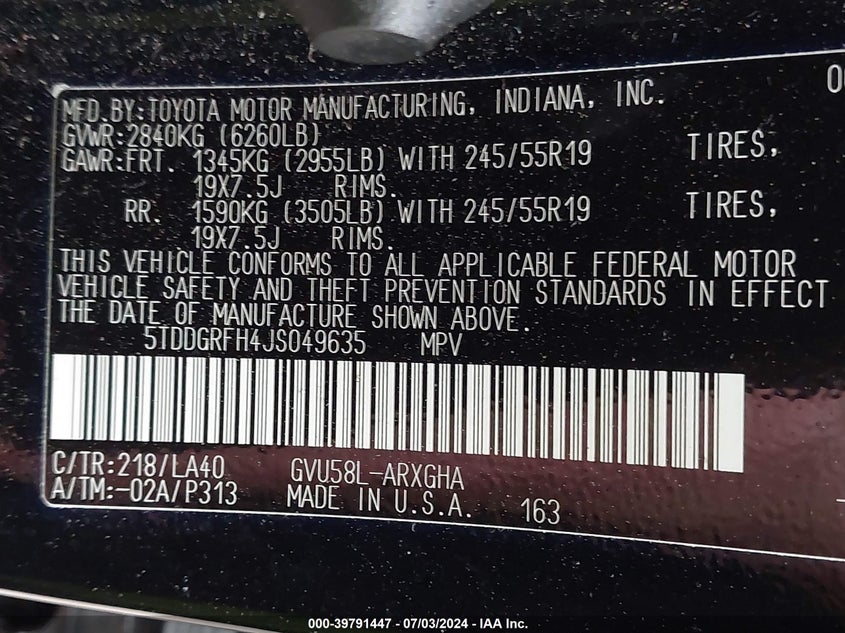 00
MFD.BY:TOYOTA MOTOR MANUFACTURING, INDIANA, INC.
GVWR:2840KG (6260LB)
GAWR:FRT. 1345KG (2955LB) WITH 245/55R19 TIRES,
19X7.5J RIMS.
RR. 1590KG (3505LB) WITH 245/55R19 TIRES,
19X7.5J RIMS.
THIS VEHICLE CONFORMS TO ALL APPLICABLE FEDERAL MOTOR
VEHICLE SAFETY AND THEFT PREVENTION STANDARDS IN EFFECT
THE DATE OF MANUFACTURE SHOWN ABOVE.
5TDDGRFH4JS049635 MPV
C/TR:218/LA40 GVU58L-ARXGHA
A/TM:-02A/P313 MADE IN U.S.A. 163
000-39791447 - 07/03/2024 - IAA Inc.